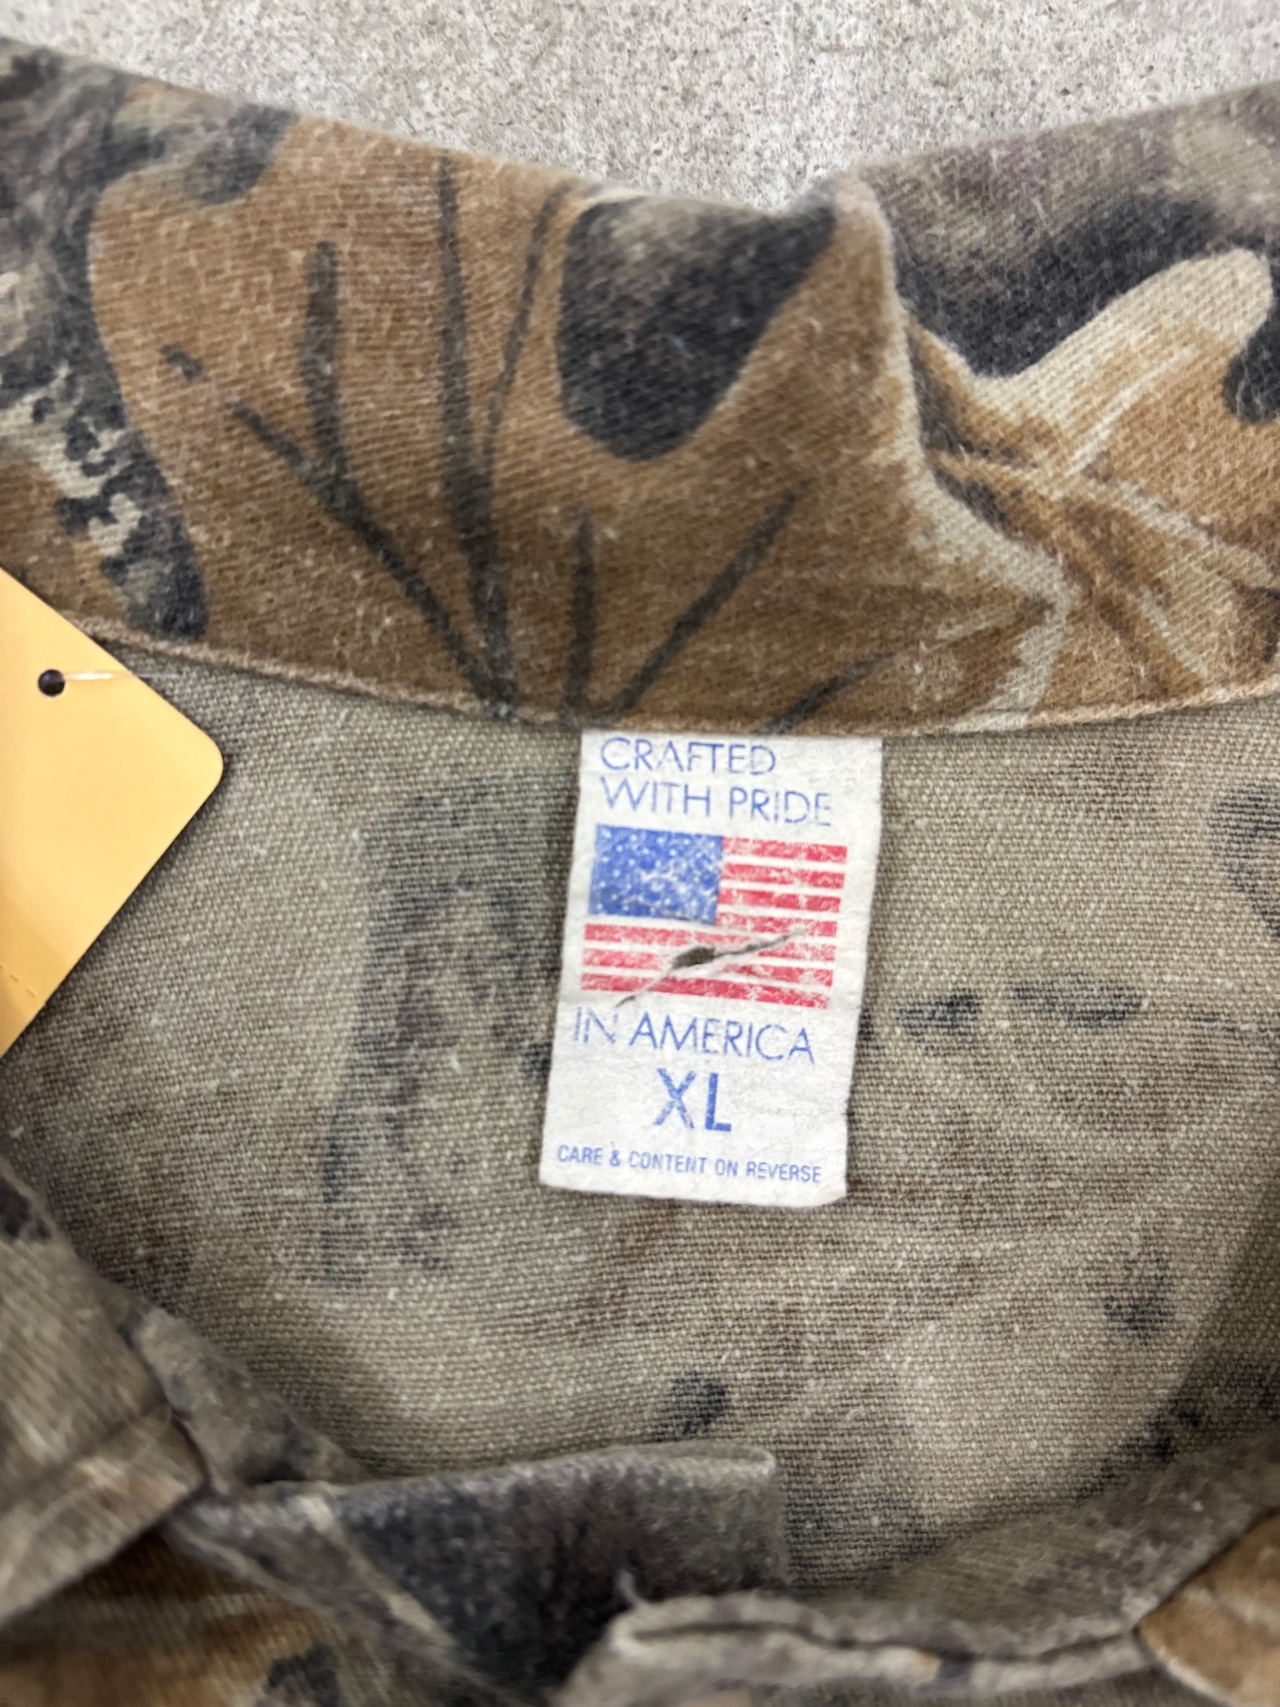 CRAFTED
WITH PRIDE
IN AMERICA
XL
CARE & CONTENT ON REVERSE